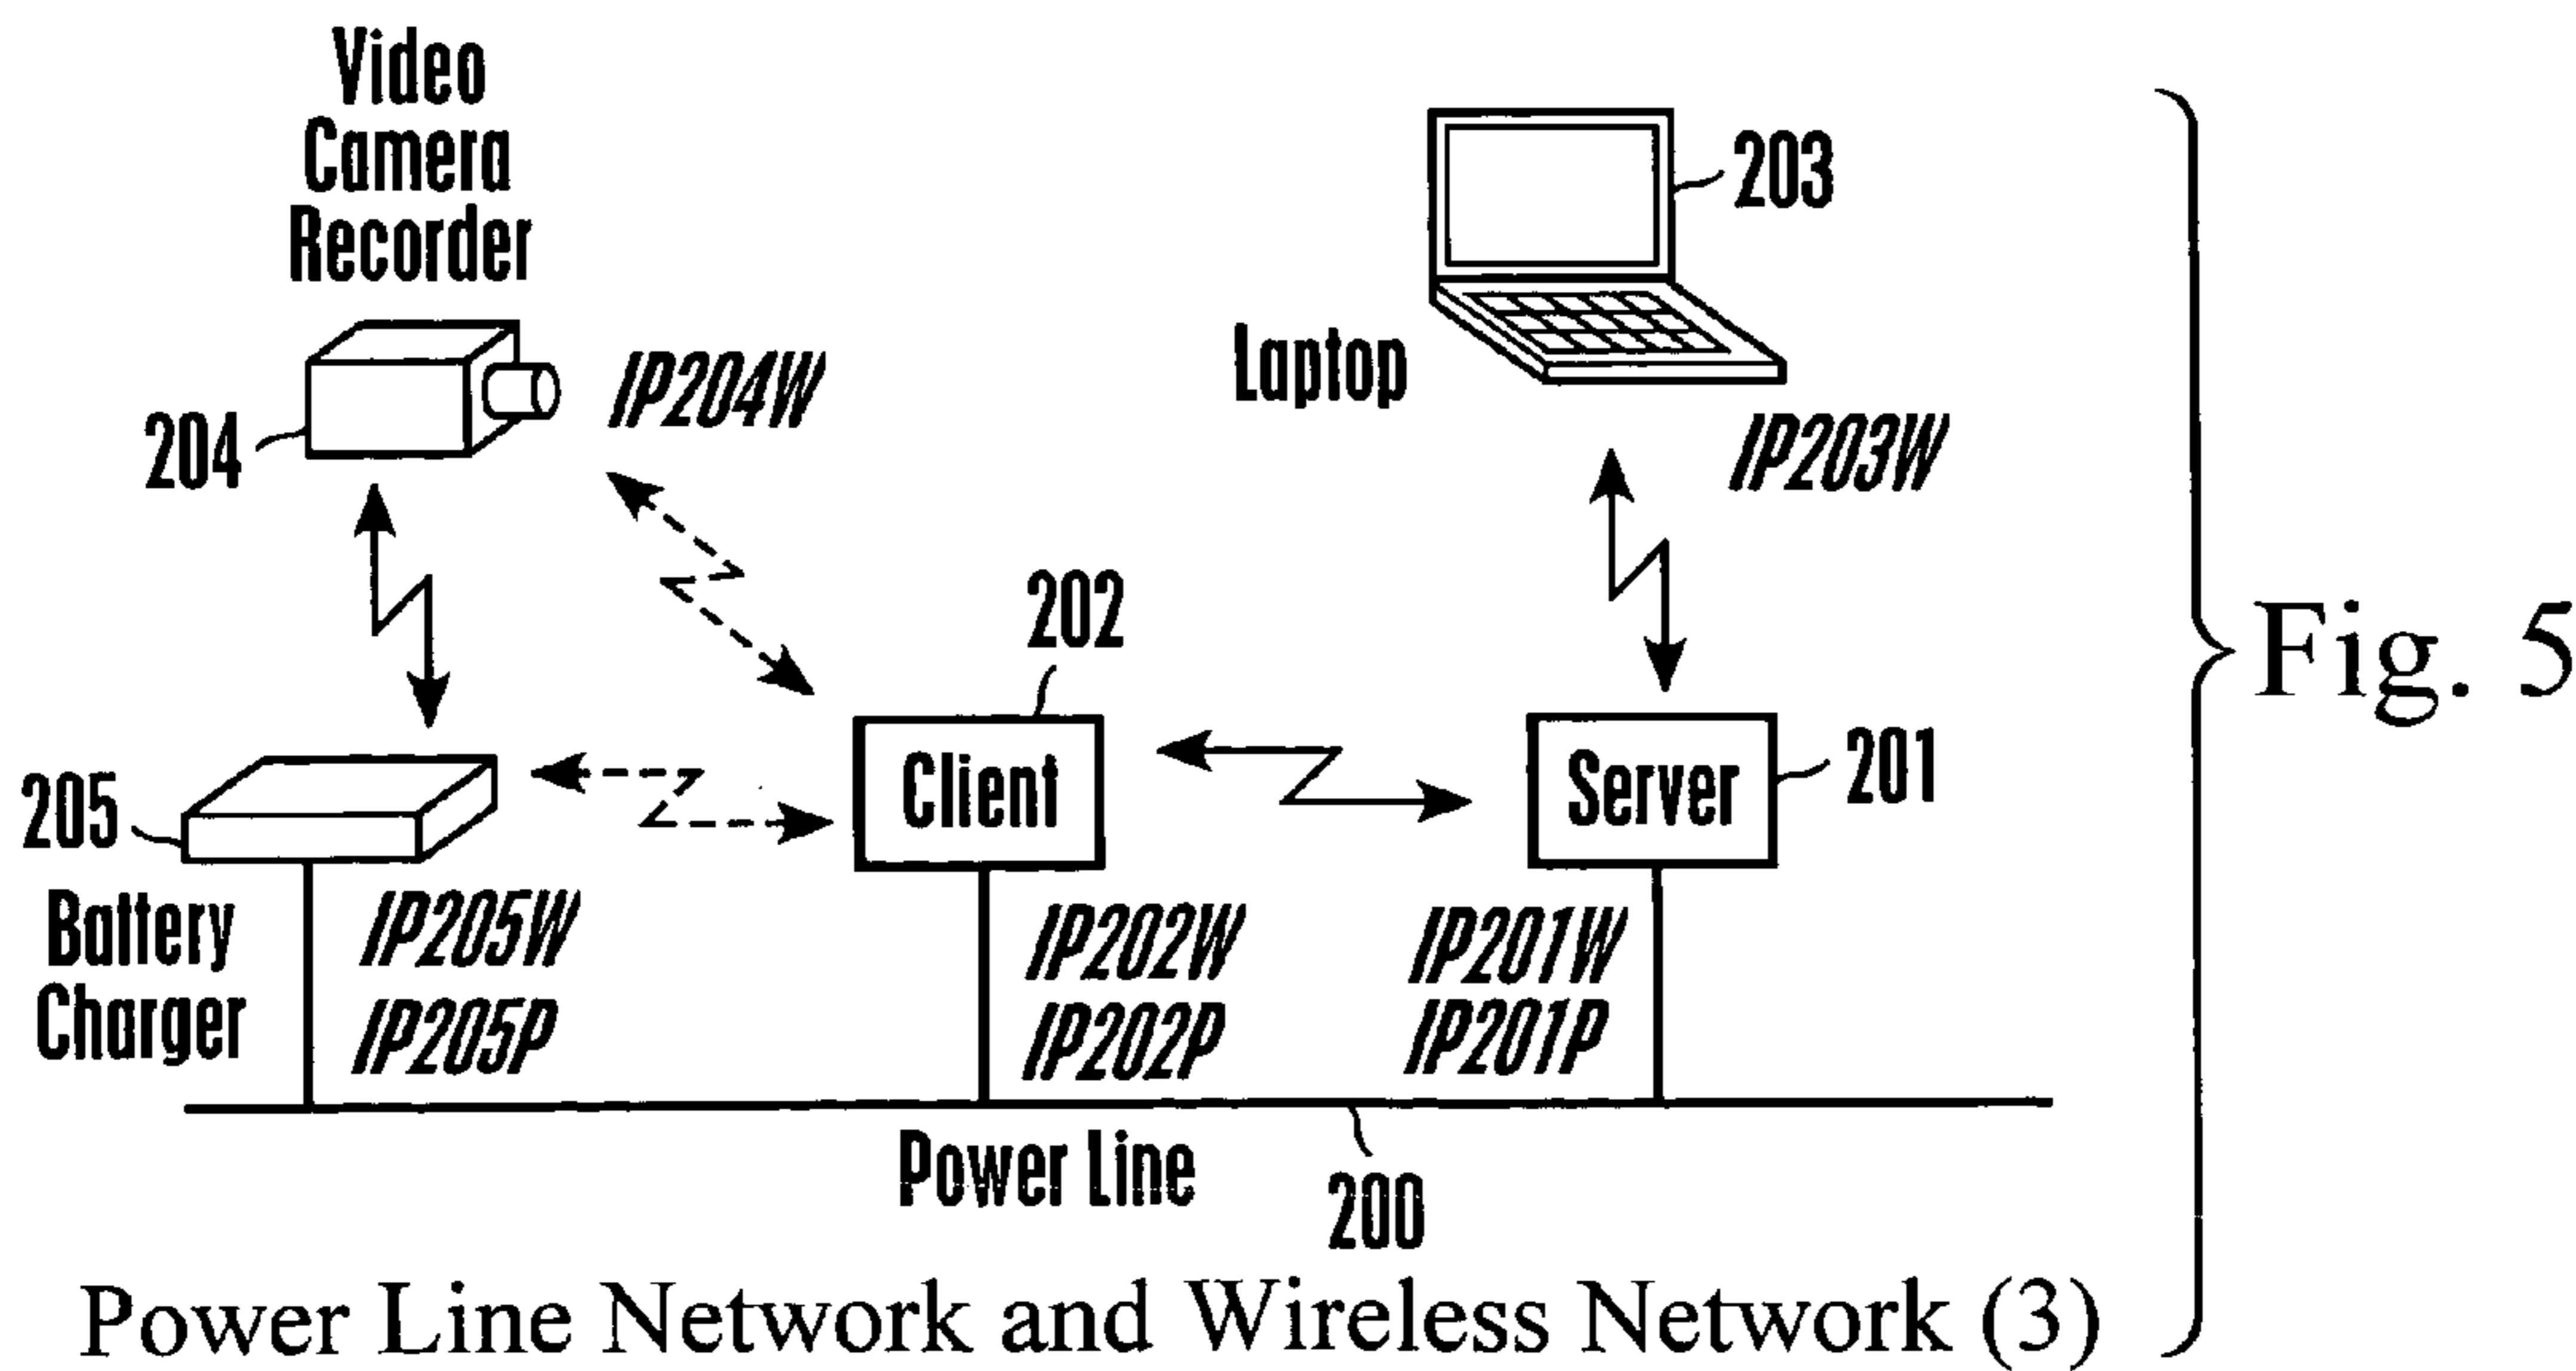 Video
Camera
Recorder
204
IP204W
Laptop
203
IP203W
202
Client
Server
201
205
Battery
Charger
IP205W
IP205P
IP202W
IP202P
IP201W
IP201P
Power Line
200
Power Line Network and Wireless Network (3)
Fig. 5